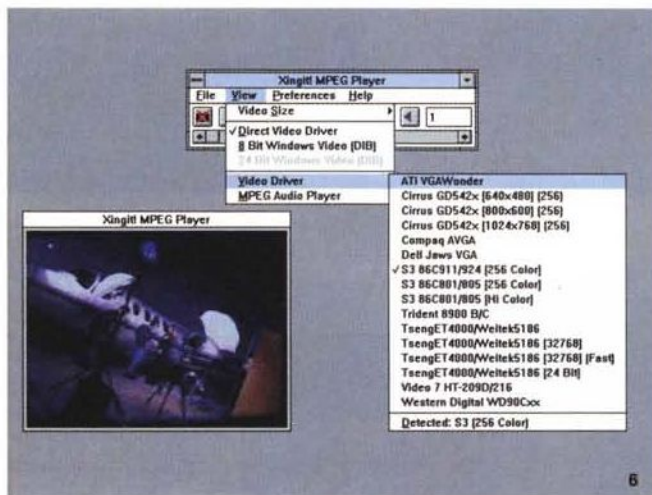 Xingit! MPEG Player
File View Preferences Help
1
Video Size
✓Direct Video Driver
8 Bit Windows Video (DIB)
24 Bit Windows Video (DIB)
Video Driver
MPEG Audio Player
ATI VGAWonder
Cirrus GD542x [640x480] (256)
Cirrus GD542x [800x600] (256)
Cirrus GD542x [1024x768] (256)
Compaq AVGA
Dell Jaws VGA
✓S3 86C911/924 [256 Color]
S3 86C801/805 [256 Color]
S3 86C801/805 [Hi Color]
Trident 8900 B/C
TsengET4000/Weitek5186
TsengET4000/Weitek5186 [32768]
TsengET4000/Weitek5186 [32768] [Fast]
TsengET4000/Weitek5186 [24 Bit]
Video 7 HT-209D/216
Western Digital WD90Cxx
Detected: S3 [256 Color]
Xingit! MPEG Player
6